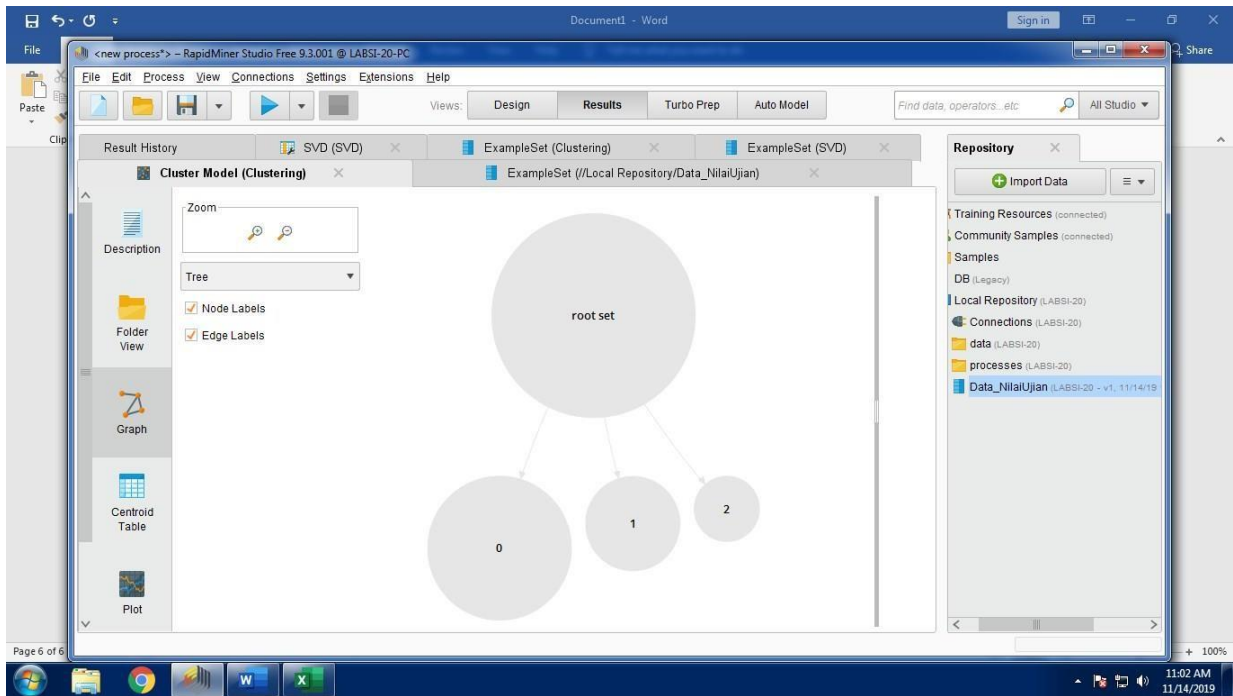 Document1 - Word
Sign in
File
Share
Paste
Clip
<new process*> – RapidMiner Studio Free 9.3.001 @ LABSI-20-PC
File Edit Process View Connections Settings Extensions Help
Views: Design Results Turbo Prep Auto Model
Find data, operators...etc
All Studio
Result History
SVD (SVD)
ExampleSet (Clustering)
ExampleSet (SVD)
Cluster Model (Clustering)
ExampleSet (//Local Repository/Data_NilaiUjian)
Description
Folder
View
Graph
Centroid
Table
Plot
Zoom
Tree
Node Labels
Edge Labels
root set
0
1
2
Repository
Import Data
Training Resources (connected)
Community Samples (connected)
Samples
DB (Legacy)
Local Repository (LABSI-20)
Connections (LABSI-20)
data (LABSI-20)
processes (LABSI-20)
Data_NilaiUjian (LABSI-20 - v1, 11/14/19
Page 6 of 6
100%
11:02 AM
11/14/2019